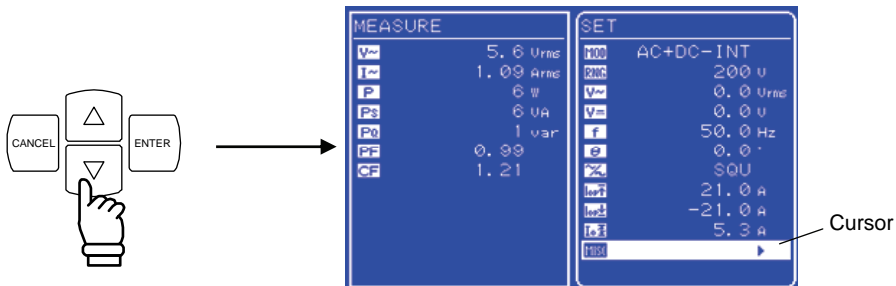 CANCEL
△
▽
ENTER
MEASURE
V~ 5.6 Vrms
I~ 1.09 Arms
P 6 W
Ps 6 VA
PQ 1 var
PF 0.99
CF 1.21
SET
MOD AC+DC-INT
RNG 200 V
V~ 0.0 Vrms
V= 0.0 V
f 50.0 Hz
θ 0.0 °
SQU
21.0 A
-21.0 A
5.3 A
MISC
Cursor